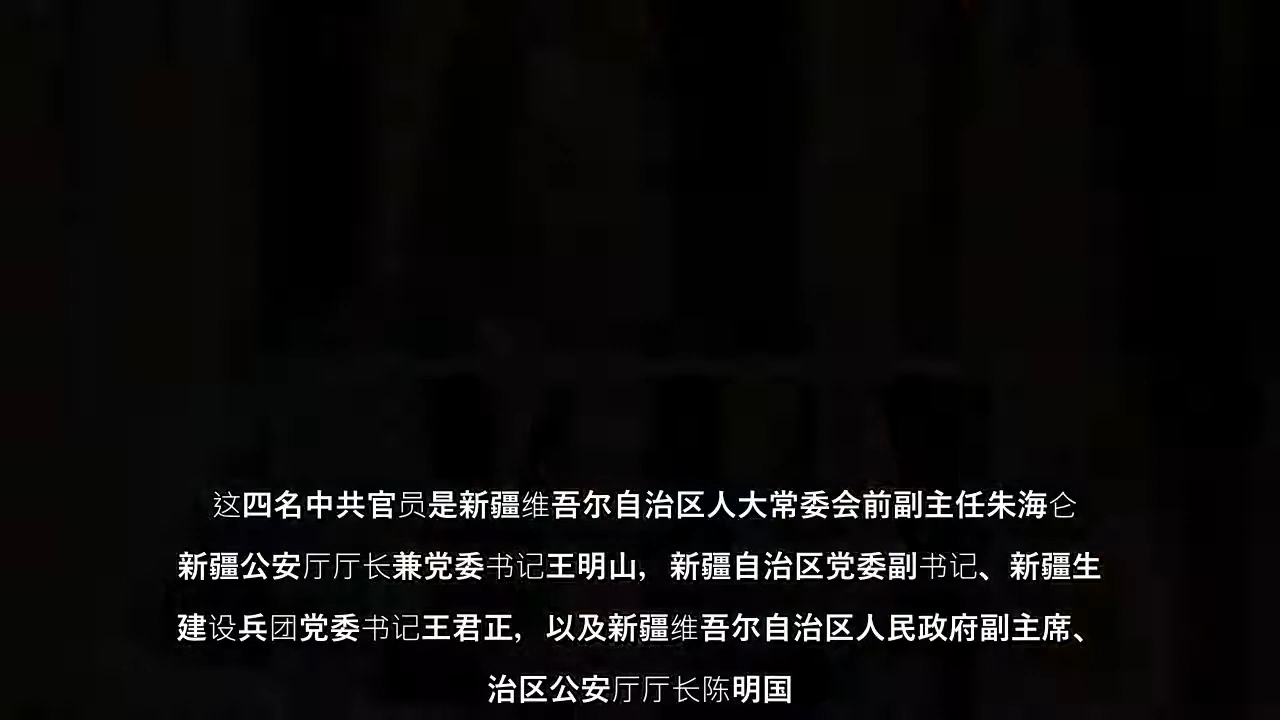 这四名中共官员是新疆维吾尔自治区人大常委会前副主任朱海仑
新疆公安厅厅长兼党委书记王明山，新疆自治区党委副书记、新疆生
建设兵团党委书记王君正，以及新疆维吾尔自治区人民政府副主席、
治区公安厅厅长陈明国